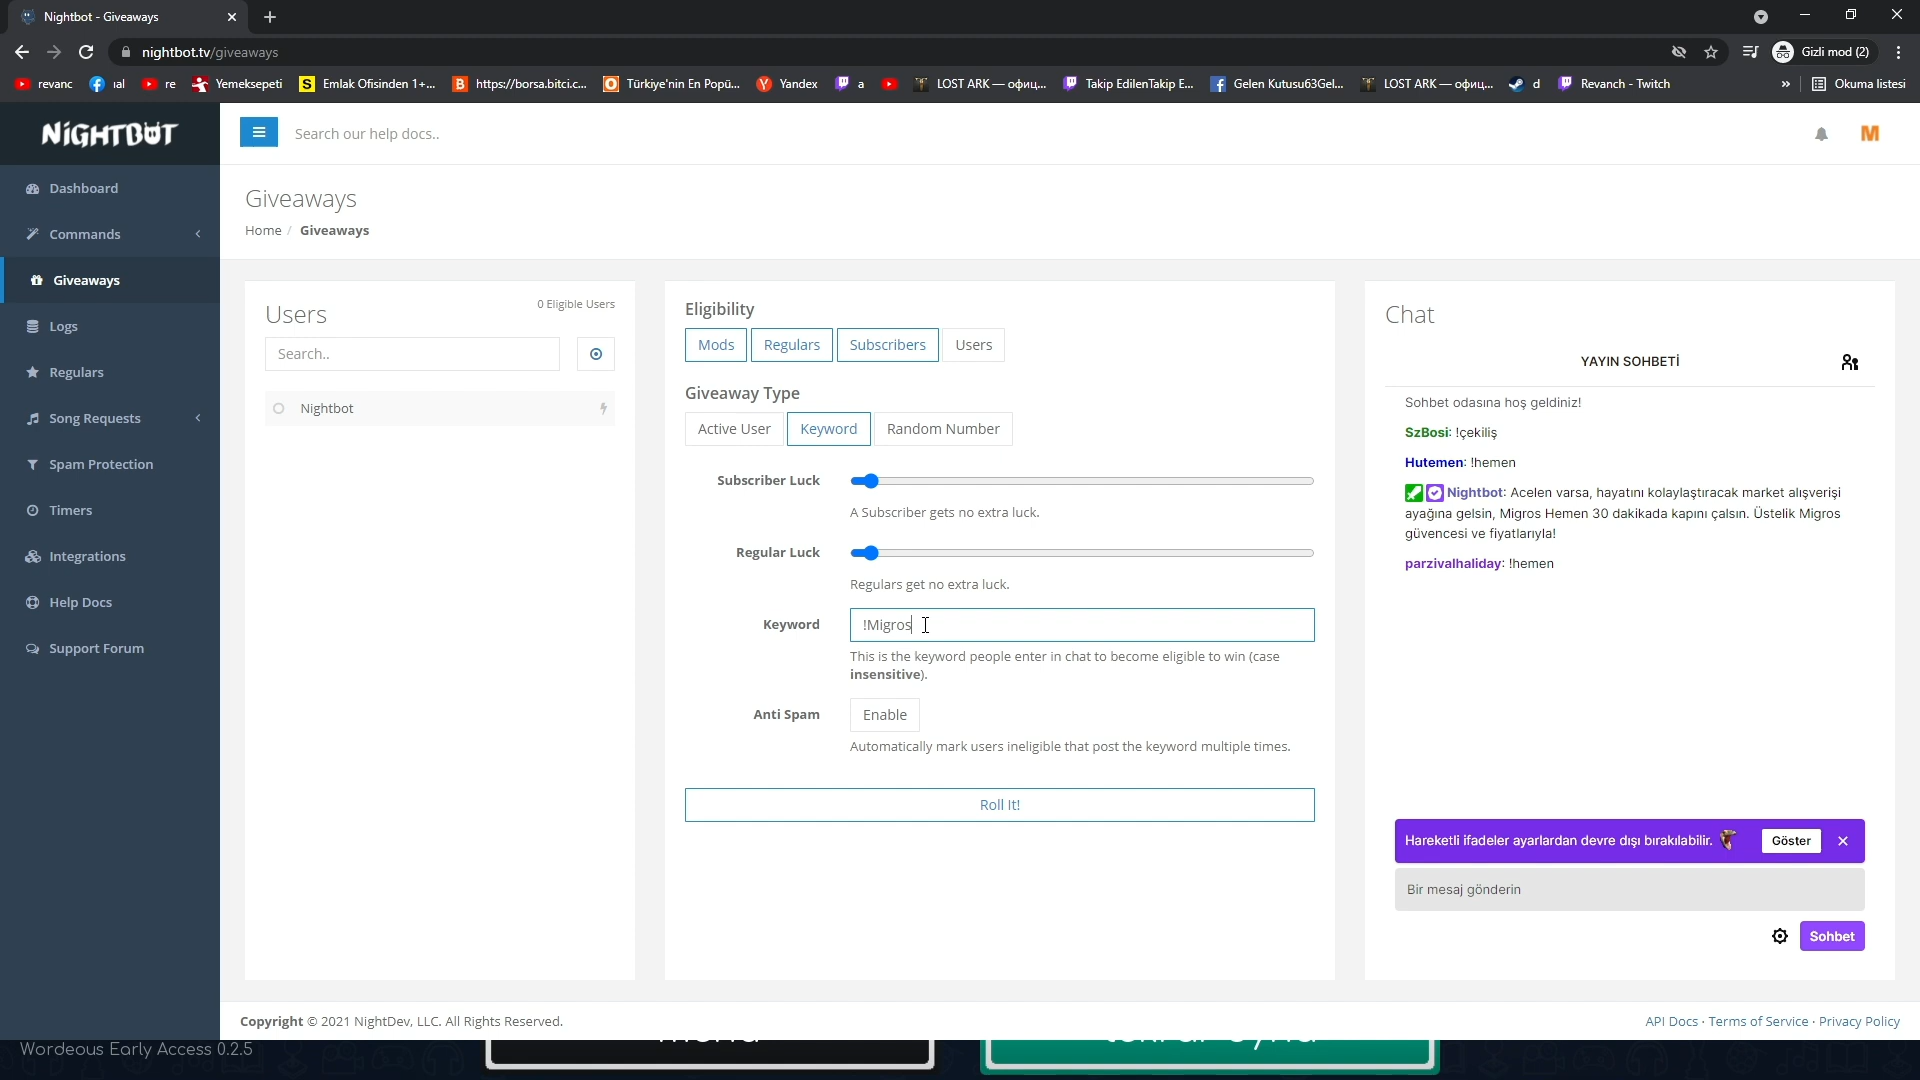 Nightbot - Giveaways
nightbot.tv/giveaways
Gizli mod (2)
revanc
ual
re
Yemeksepeti
Emlak Ofisinden 1+...
https://borsa.bitci.c...
Türkiye'nin En Popü...
Yandex
a
LOST ARK — офиц...
Takip EdilenTakip E...
Gelen Kutusu63Gel...
LOST ARK — офиц...
d
Revanch - Twitch
»
Okuma listesi
NiGHTBOT
Search our help docs..
M
Dashboard
Commands
Giveaways
Logs
Regulars
Song Requests
Spam Protection
Timers
Integrations
Help Docs
Support Forum
Giveaways
Home / Giveaways
Users
0 Eligible Users
Search..
Nightbot
Eligibility
Mods Regulars Subscribers Users
Giveaway Type
Active User Keyword Random Number
Subscriber Luck
A Subscriber gets no extra luck.
Regular Luck
Regulars get no extra luck.
Keyword !Migros
This is the keyword people enter in chat to become eligible to win (case
insensitive).
Anti Spam Enable
Automatically mark users ineligible that post the keyword multiple times.
Roll It!
Chat
YAYIN SOHBETİ
Sohbet odasına hoş geldiniz!
SzBosi: !çekiliş
Hutemen: !hemen
Nightbot: Acelen varsa, hayatını kolaylaştıracak market alışverişi
ayağına gelsin, Migros Hemen 30 dakikada kapını çalsın. Üstelik Migros
güvencesi ve fiyatlarıyla!
parzivalhaliday: !hemen
Hareketli ifadeler ayarlardan devre dışı bırakılabilir. Göster
Bir mesaj gönderin
Sohbet
Copyright © 2021 NightDev, LLC. All Rights Reserved.
API Docs · Terms of Service · Privacy Policy
Wordeous Early Access 0.2.5